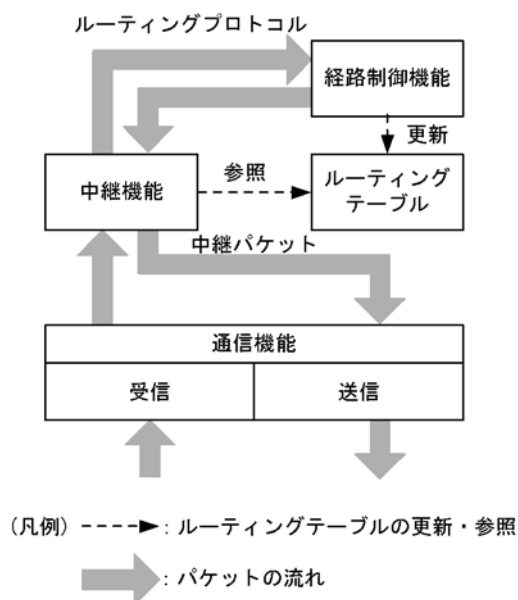 ルーティングプロトコル
経路制御機能
更新
中継機能
参照
ルーティング
テーブル
中継パケット
通信機能
受信
送信
(凡例)
: ルーティングテーブルの更新・参照
: パケットの流れ